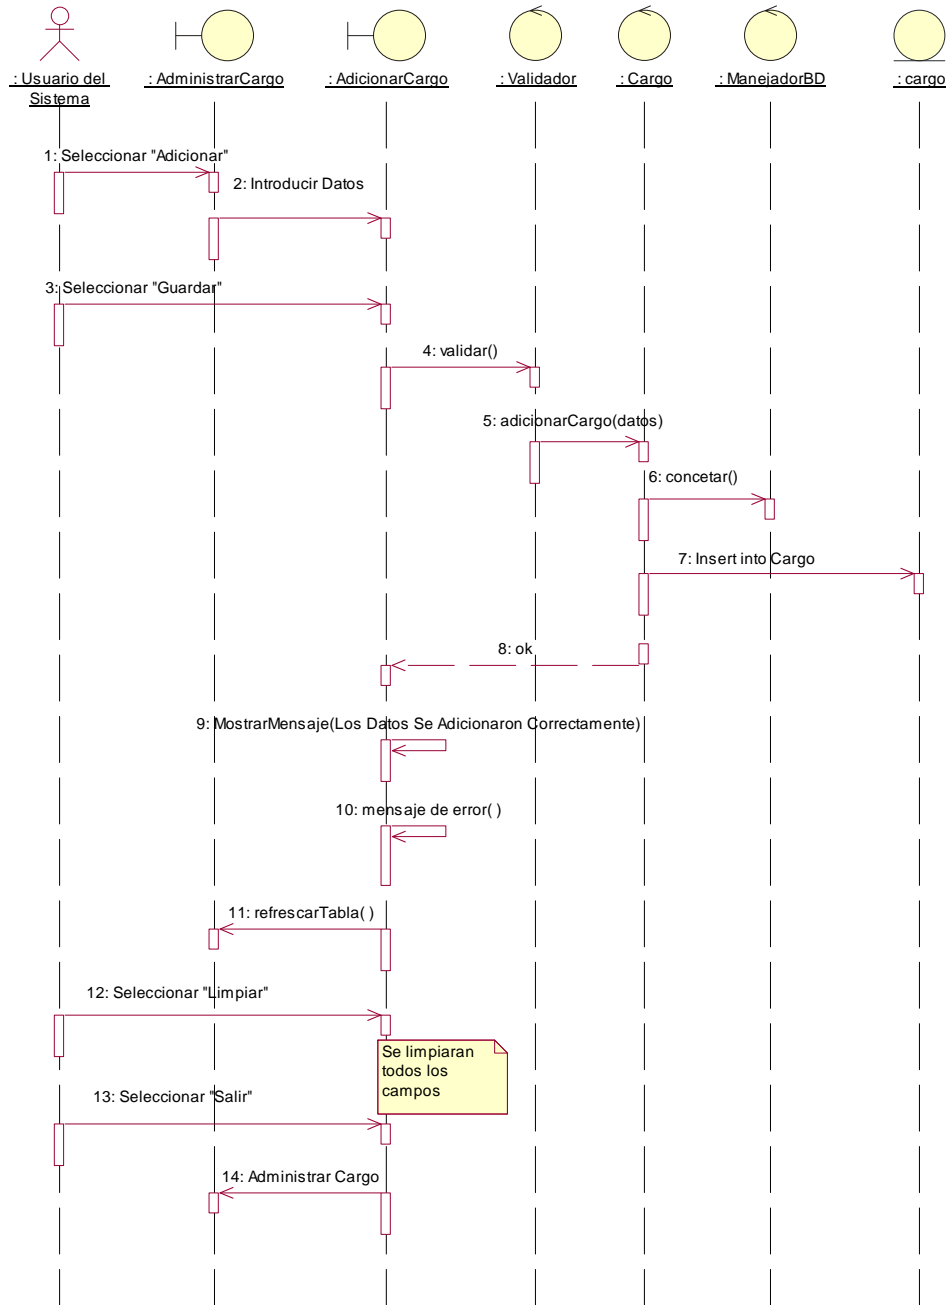 : Usuario del
Sistema
: AdministrarCargo
: AdicionarCargo
: Validador
: Cargo
: ManejadorBD
: cargo
1: Seleccionar "Adicionar"
2: Introducir Datos
3: Seleccionar "Guardar"
4: validar()
5: adicionarCargo(datos)
6: concetar()
7: Insert into Cargo
8: ok
9: MostrarMensaje(Los Datos Se Adicionaron Correctamente)
10: mensaje de error( )
11: refrescarTabla( )
12: Seleccionar "Limpiar"
Se limpiaran
todos los
campos
13: Seleccionar "Salir"
14: Administrar Cargo